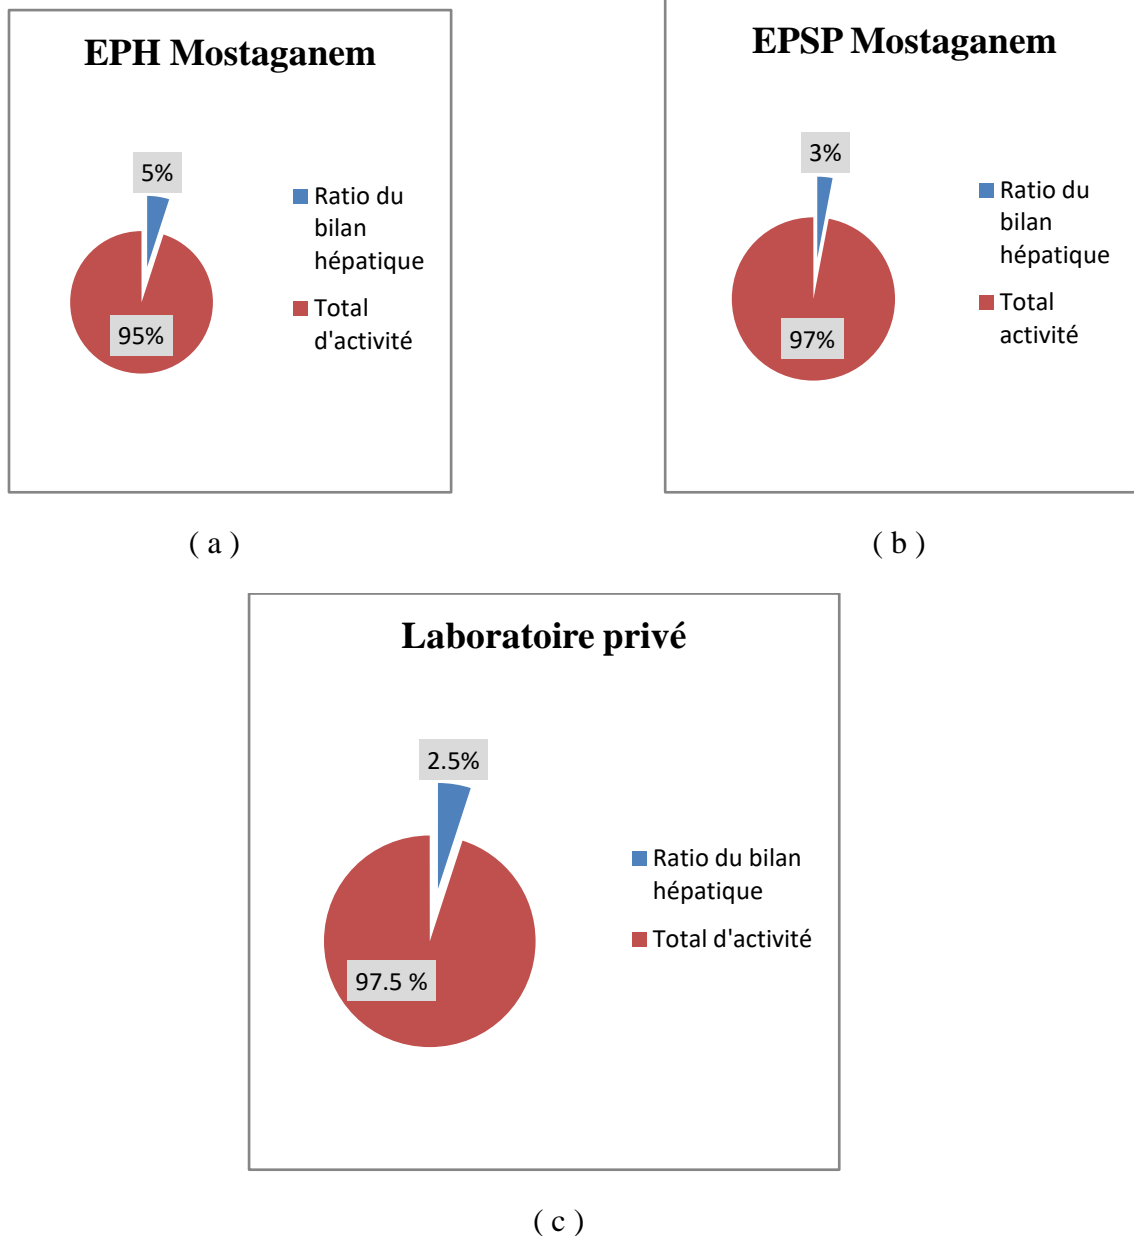 EPH Mostaganem
5%
95%
Ratio du
bilan
hépatique
Total
d'activité
( a )
EPSP Mostaganem
3%
97%
Ratio du
bilan
hépatique
Total
activité
( b )
Laboratoire privé
2.5%
97.5 %
Ratio du bilan
hépatique
Total d'activité
( c )